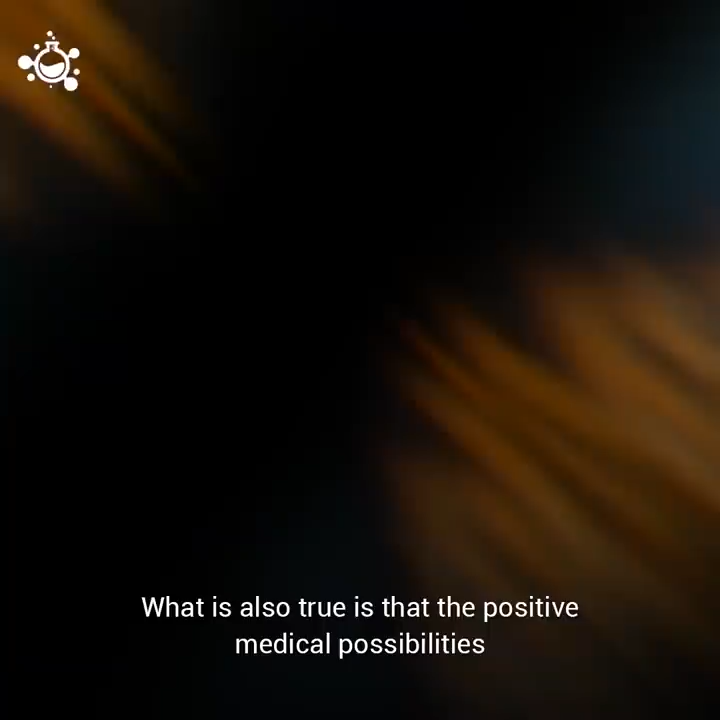 What is also true is that the positive
medical possibilities